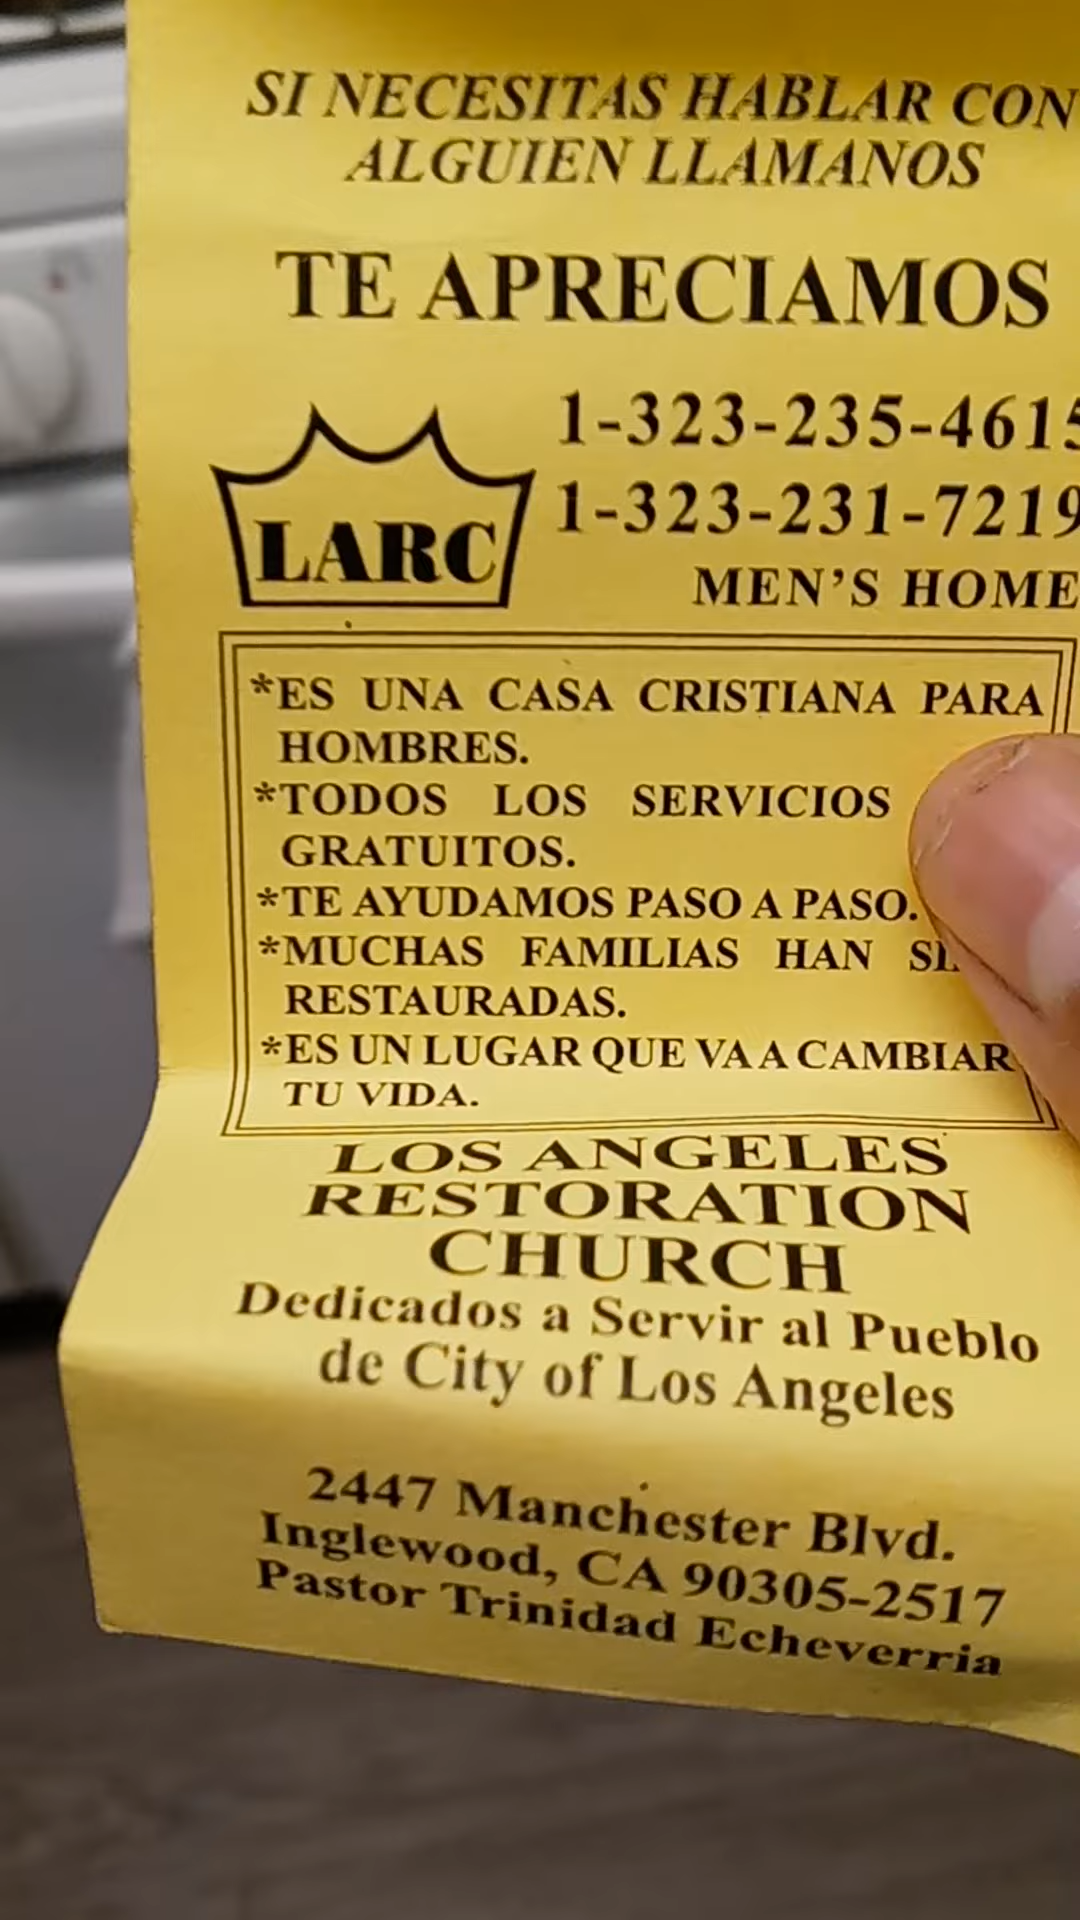 SI NECESITAS HABLAR CON
ALGUIEN LLAMANOS
TE APRECIAMOS
1-323-235-4615
1-323-231-7219
LARC
MEN'S HOME
*ES UNA CASA CRISTIANA PARA
HOMBRES.
*TODOS LOS SERVICIOS
GRATUITOS.
*TE AYUDAMOS PASO A PASO.
*MUCHAS FAMILIAS HAN
RESTAURADAS.
*ES UN LUGAR QUE VA A CAMBIAR
TU VIDA.
LOS ANGELES
RESTORATION
CHURCH
Dedicados a Servir al Pueblo
de City of Los Angeles
2447 Manchester Blvd.
Inglewood, CA 90305-2517
Pastor Trinidad Echeverria